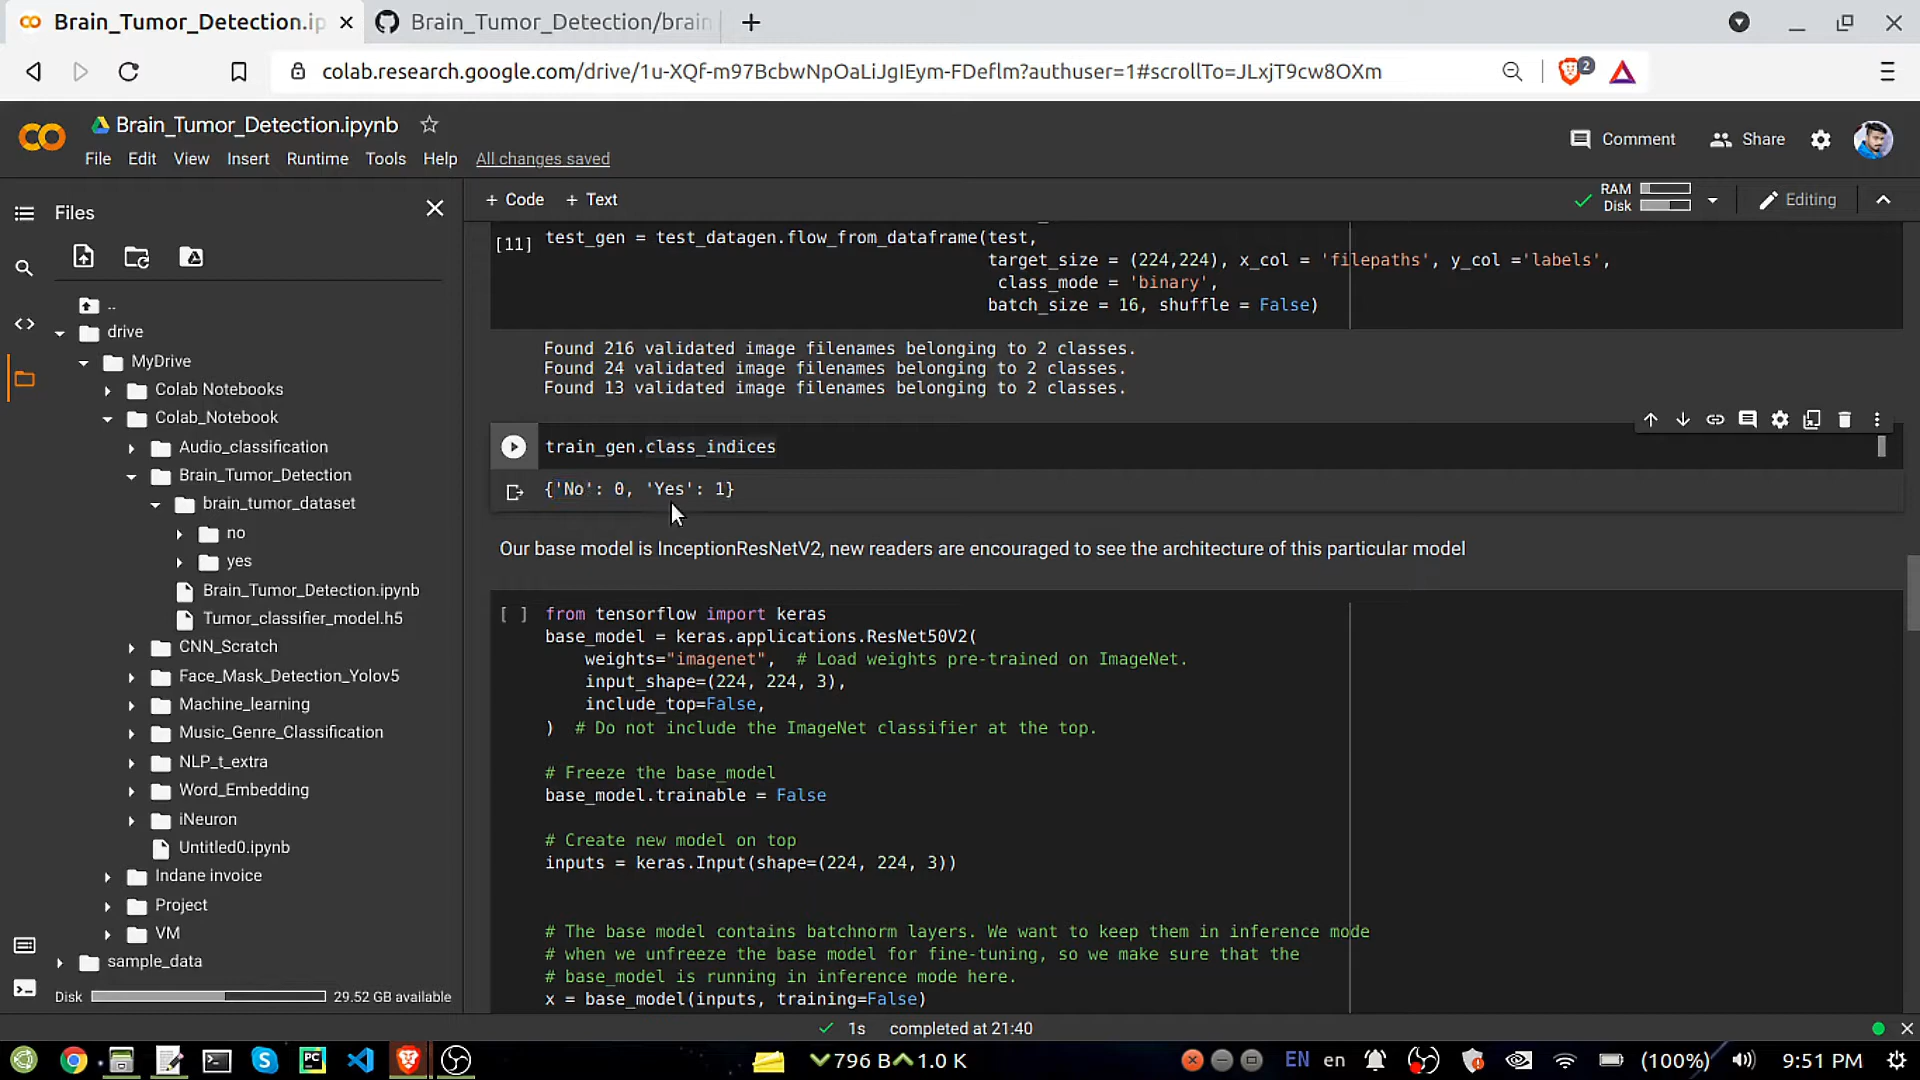 Brain_Tumor_Detection.ip
Brain_Tumor_Detection/brain
colab.research.google.com/drive/1u-XQf-m97BcbwNpOaLiJgIEym-FDeflm?authuser=1#scrollTo=JLxjT9cw8OXm
2
Brain_Tumor_Detection.ipynb
File Edit View Insert Runtime Tools Help All changes saved
Comment Share
Files
+ Code + Text
RAM
Disk
Editing
..
drive
MyDrive
Colab Notebooks
Colab_Notebook
Audio_classification
Brain_Tumor_Detection
brain_tumor_dataset
no
yes
Brain_Tumor_Detection.ipynb
Tumor_classifier_model.h5
CNN_Scratch
Face_Mask_Detection_Yolov5
Machine_learning
Music_Genre_Classification
NLP_t_extra
Word_Embedding
iNeuron
Untitled0.ipynb
Indane invoice
Project
VM
sample_data
Disk 29.52 GB available
[11] test_gen = test_datagen.flow_from_dataframe(test,
target_size = (224,224), x_col = 'filepaths', y_col ='labels',
class_mode = 'binary',
batch_size = 16, shuffle = False)
Found 216 validated image filenames belonging to 2 classes.
Found 24 validated image filenames belonging to 2 classes.
Found 13 validated image filenames belonging to 2 classes.
train_gen.class_indices
{'No': 0, 'Yes': 1}
Our base model is InceptionResNetV2, new readers are encouraged to see the architecture of this particular model
[ ] from tensorflow import keras
base_model = keras.applications.ResNet50V2(
weights="imagenet", # Load weights pre-trained on ImageNet.
input_shape=(224, 224, 3),
include_top=False,
) # Do not include the ImageNet classifier at the top.
# Freeze the base_model
base_model.trainable = False
# Create new model on top
inputs = keras.Input(shape=(224, 224, 3))
# The base model contains batchnorm layers. We want to keep them in inference mode
# when we unfreeze the base model for fine-tuning, so we make sure that the
# base_model is running in inference mode here.
x = base_model(inputs, training=False)
1s completed at 21:40
PC
796 B 1.0 K
EN en
(100%)
9:51 PM